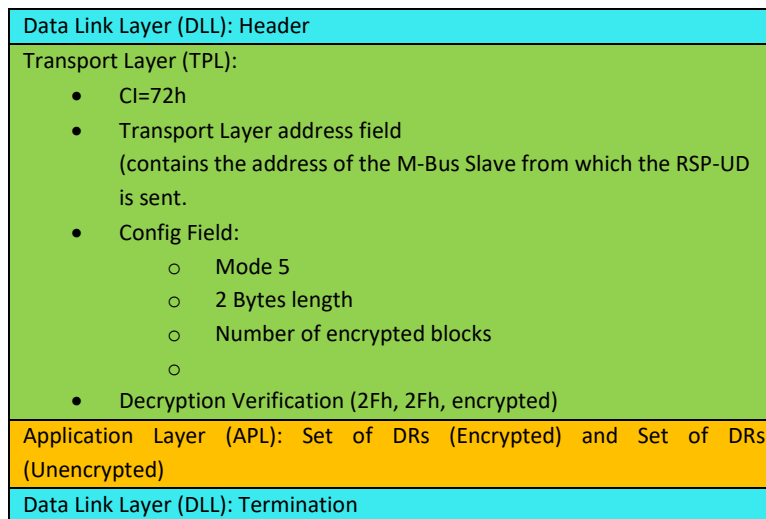 Data Link Layer (DLL): Header
Transport Layer (TPL):
• CI=72h
• Transport Layer address field
(contains the address of the M-Bus Slave from which the RSP-UD
is sent.
• Config Field:
o Mode 5
o 2 Bytes length
o Number of encrypted blocks
o
• Decryption Verification (2Fh, 2Fh, encrypted)
Application Layer (APL): Set of DRs (Encrypted) and Set of DRs
(Unencrypted)
Data Link Layer (DLL): Termination